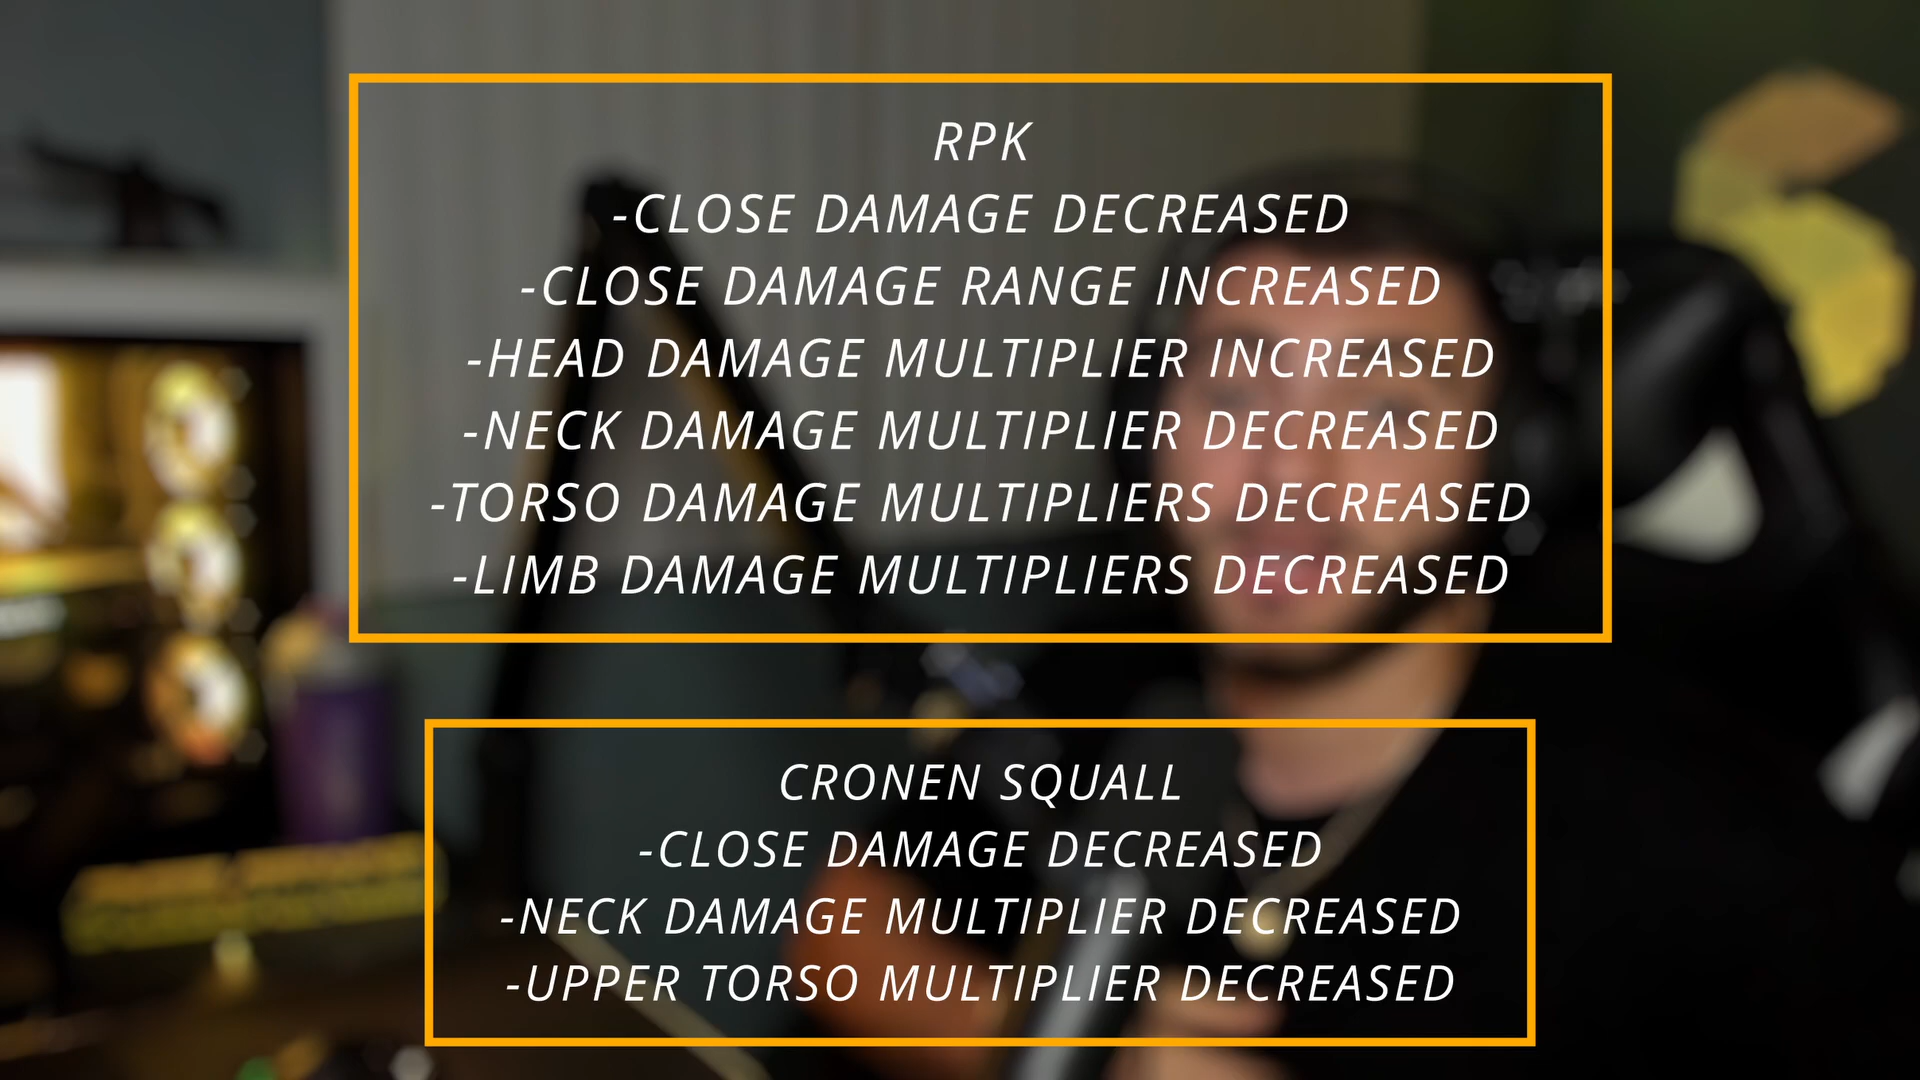 RPK
-CLOSE DAMAGE DECREASED
-CLOSE DAMAGE RANGE INCREASED
-HEAD DAMAGE MULTIPLIER INCREASED
-NECK DAMAGE MULTIPLIER DECREASED
-TORSO DAMAGE MULTIPLIERS DECREASED
-LIMB DAMAGE MULTIPLIERS DECREASED
CRONEN SQUALL
-CLOSE DAMAGE DECREASED
-NECK DAMAGE MULTIPLIER DECREASED
-UPPER TORSO MULTIPLIER DECREASED